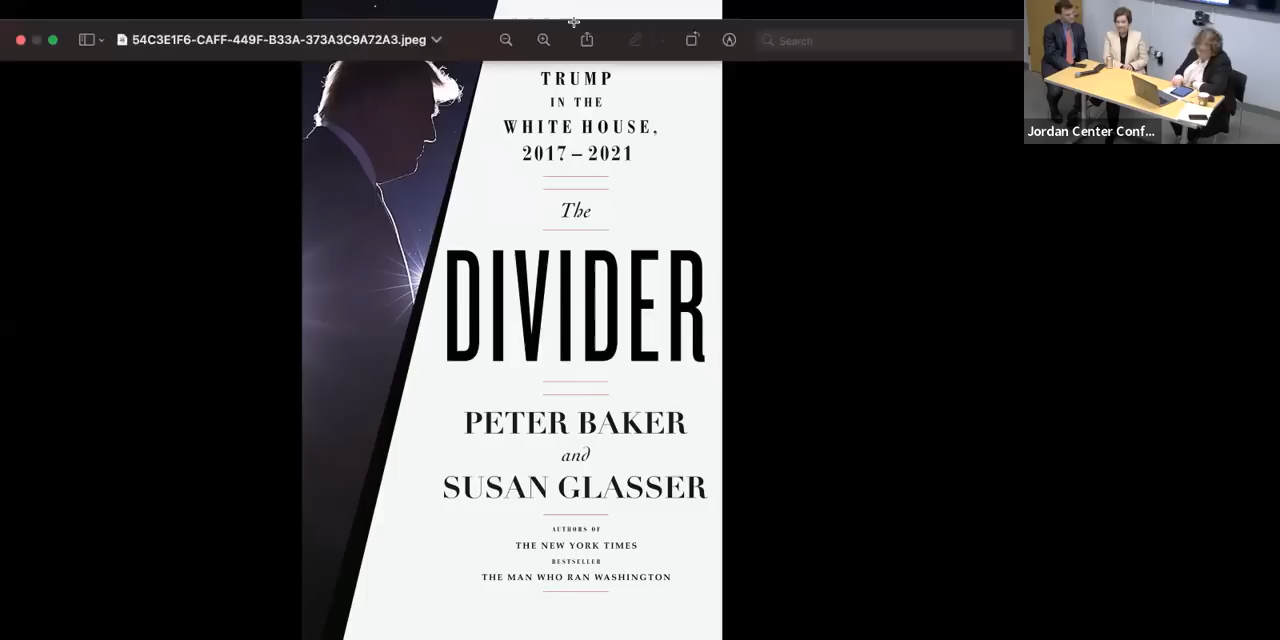 54C3E1F6-CAFF-449F-B33A-373A3C9A72A3.jpeg
Search
Jordan Center Conf...
TRUMP
IN THE
WHITE HOUSE,
2017–2021
The
DIVIDER
PETER BAKER
and
SUSAN GLASSER
AUTHORS OF
THE NEW YORK TIMES
BESTSELLER
THE MAN WHO RAN WASHINGTON